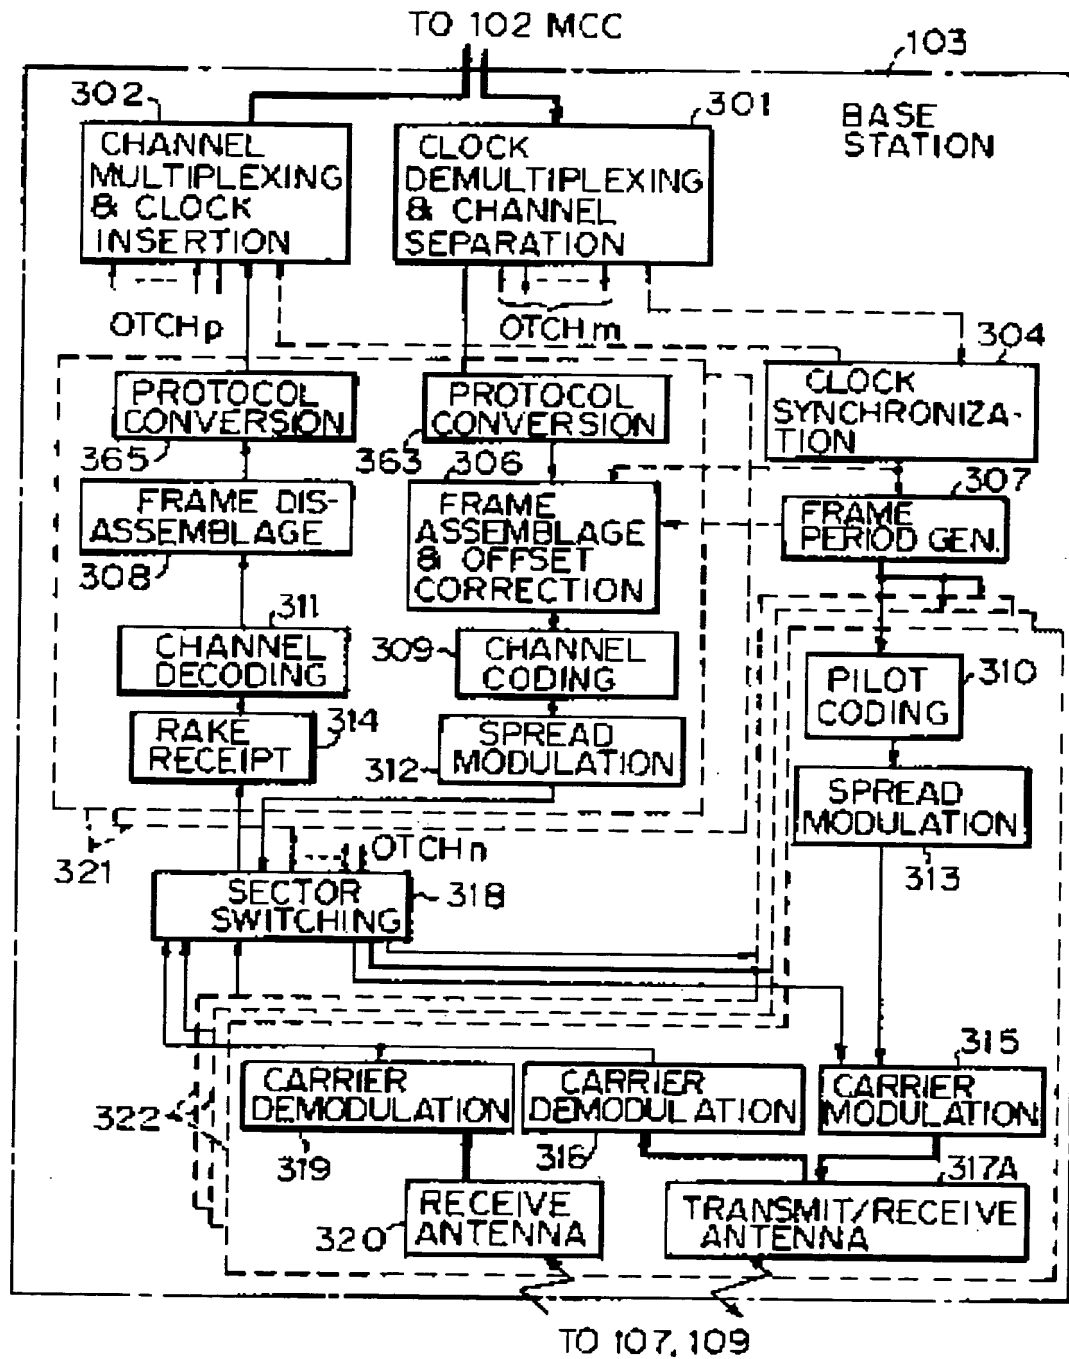 TO 102 MCC
103
302
301
BASE
STATION
CHANNEL
MULTIPLEXING
& CLOCK
INSERTION
CLOCK
DEMULTIPLEXING
& CHANNEL
SEPARATION
OTCHp
OTCHm
304
CLOCK
SYNCHRONIZA-
TION
PROTOCOL
CONVERSION
365
PROTOCOL
CONVERSION
363
306
307
FRAME DIS-
ASSEMBLAGE
308
FRAME
ASSEMBLAGE
& OFFSET
CORRECTION
FRAME
PERIOD GEN.
311
CHANNEL
DECODING
309
CHANNEL
CODING
PILOT
CODING
310
RAKE
RECEIPT
314
SPREAD
MODULATION
312
SPREAD
MODULATION
313
321
OTCHn
SECTOR
SWITCHING
318
315
CARRIER
DEMODULATION
319
CARRIER
DEMODULATION
316
CARRIER
MODULATION
322
317A
RECEIVE
ANTENNA
320
TRANSMIT/RECEIVE
ANTENNA
TO 107, 109